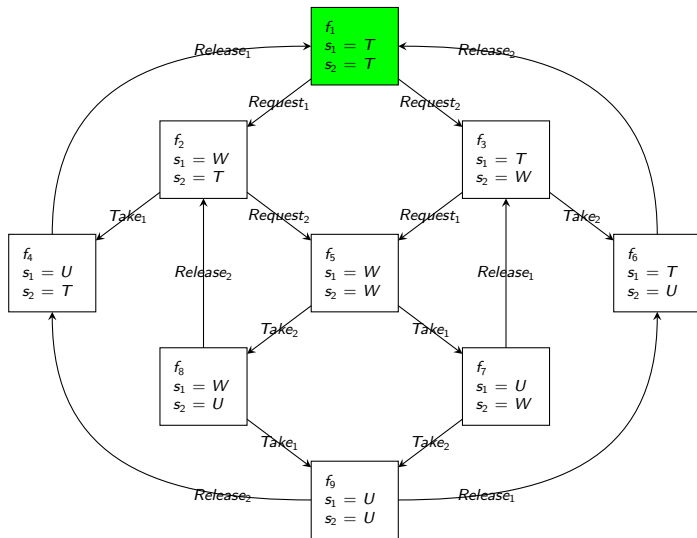 f₁
s₁ = T
s₂ = T
Release₁
Release₂
Request₁
Request₂
f₂
s₁ = W
s₂ = T
f₃
s₁ = T
s₂ = W
Take₁
Request₂
Request₁
Take₂
f₄
s₁ = U
s₂ = T
Release₂
f₅
s₁ = W
s₂ = W
Release₁
f₆
s₁ = T
s₂ = U
Take₂
Take₁
f₈
s₁ = W
s₂ = U
f₇
s₁ = U
s₂ = W
Take₁
Take₂
f₉
s₁ = U
s₂ = U
Release₂
Release₁